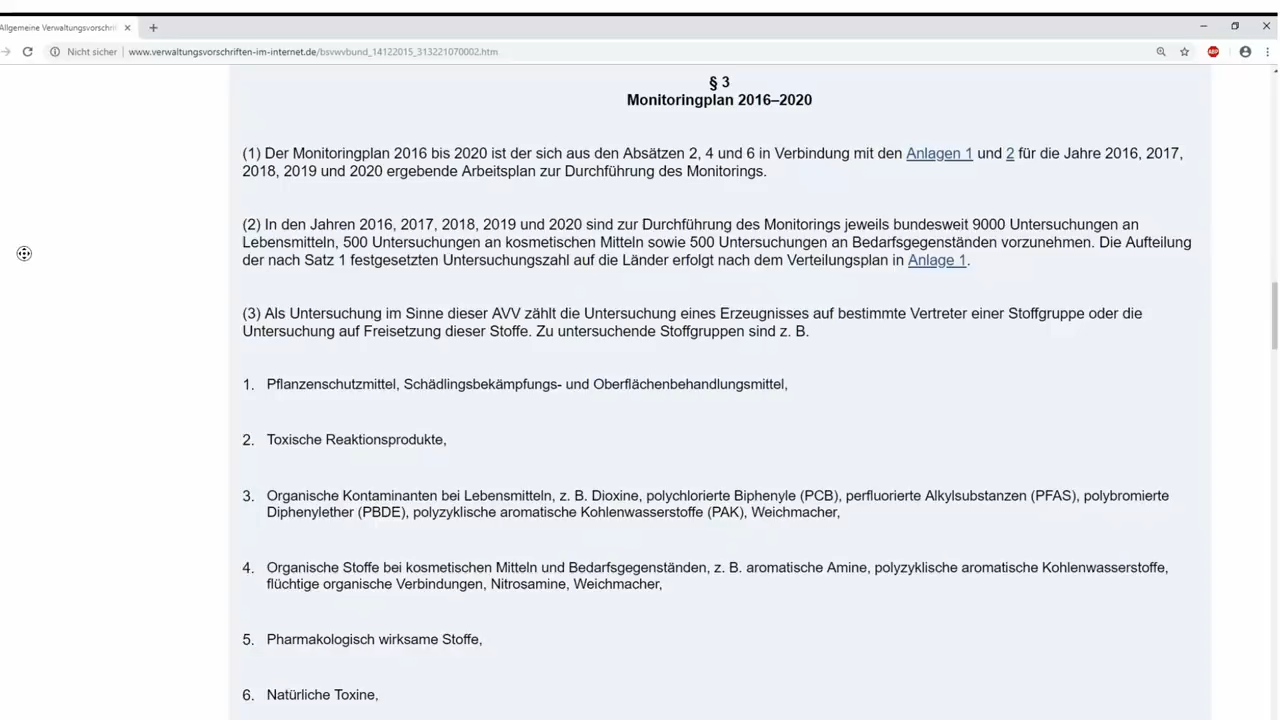 Allgemeine Verwaltungsvorschrif
Nicht sicher
www.verwaltungsvorschriften-im-internet.de/bsvwvbund_14122015_313221070002.htm
ABP
§ 3
Monitoringplan 2016–2020
(1) Der Monitoringplan 2016 bis 2020 ist der sich aus den Absätzen 2, 4 und 6 in Verbindung mit den Anlagen 1 und 2 für die Jahre 2016, 2017,
2018, 2019 und 2020 ergebende Arbeitsplan zur Durchführung des Monitorings.
(2) In den Jahren 2016, 2017, 2018, 2019 und 2020 sind zur Durchführung des Monitorings jeweils bundesweit 9000 Untersuchungen an
Lebensmitteln, 500 Untersuchungen an kosmetischen Mitteln sowie 500 Untersuchungen an Bedarfsgegenständen vorzunehmen. Die Aufteilung
der nach Satz 1 festgesetzten Untersuchungszahl auf die Länder erfolgt nach dem Verteilungsplan in Anlage 1.
(3) Als Untersuchung im Sinne dieser AVV zählt die Untersuchung eines Erzeugnisses auf bestimmte Vertreter einer Stoffgruppe oder die
Untersuchung auf Freisetzung dieser Stoffe. Zu untersuchende Stoffgruppen sind z. B.
1. Pflanzenschutzmittel, Schädlingsbekämpfungs- und Oberflächenbehandlungsmittel,
2. Toxische Reaktionsprodukte,
3. Organische Kontaminanten bei Lebensmitteln, z. B. Dioxine, polychlorierte Biphenyle (PCB), perfluorierte Alkylsubstanzen (PFAS), polybromierte
Diphenylether (PBDE), polyzyklische aromatische Kohlenwasserstoffe (PAK), Weichmacher,
4. Organische Stoffe bei kosmetischen Mitteln und Bedarfsgegenständen, z. B. aromatische Amine, polyzyklische aromatische Kohlenwasserstoffe,
flüchtige organische Verbindungen, Nitrosamine, Weichmacher,
5. Pharmakologisch wirksame Stoffe,
6. Natürliche Toxine,